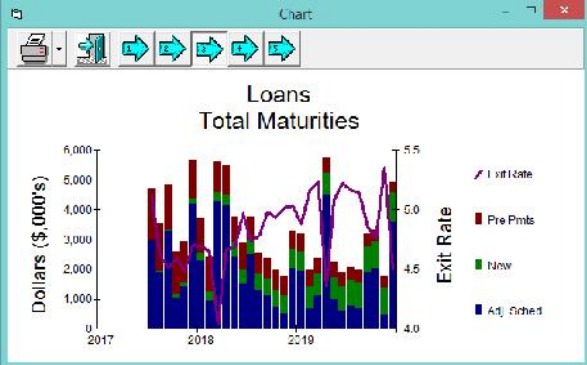 Chart
1 2 3 4 5
Loans
Total Maturities
6,000
5,000
4,000
3,000
2,000
1,000
0
Dollars ($,000's)
2017 2018 2019
5.5
5.0
4.5
4.0
Exit Rate
Exit Rate
Pre Pmts
New
Adj Sched